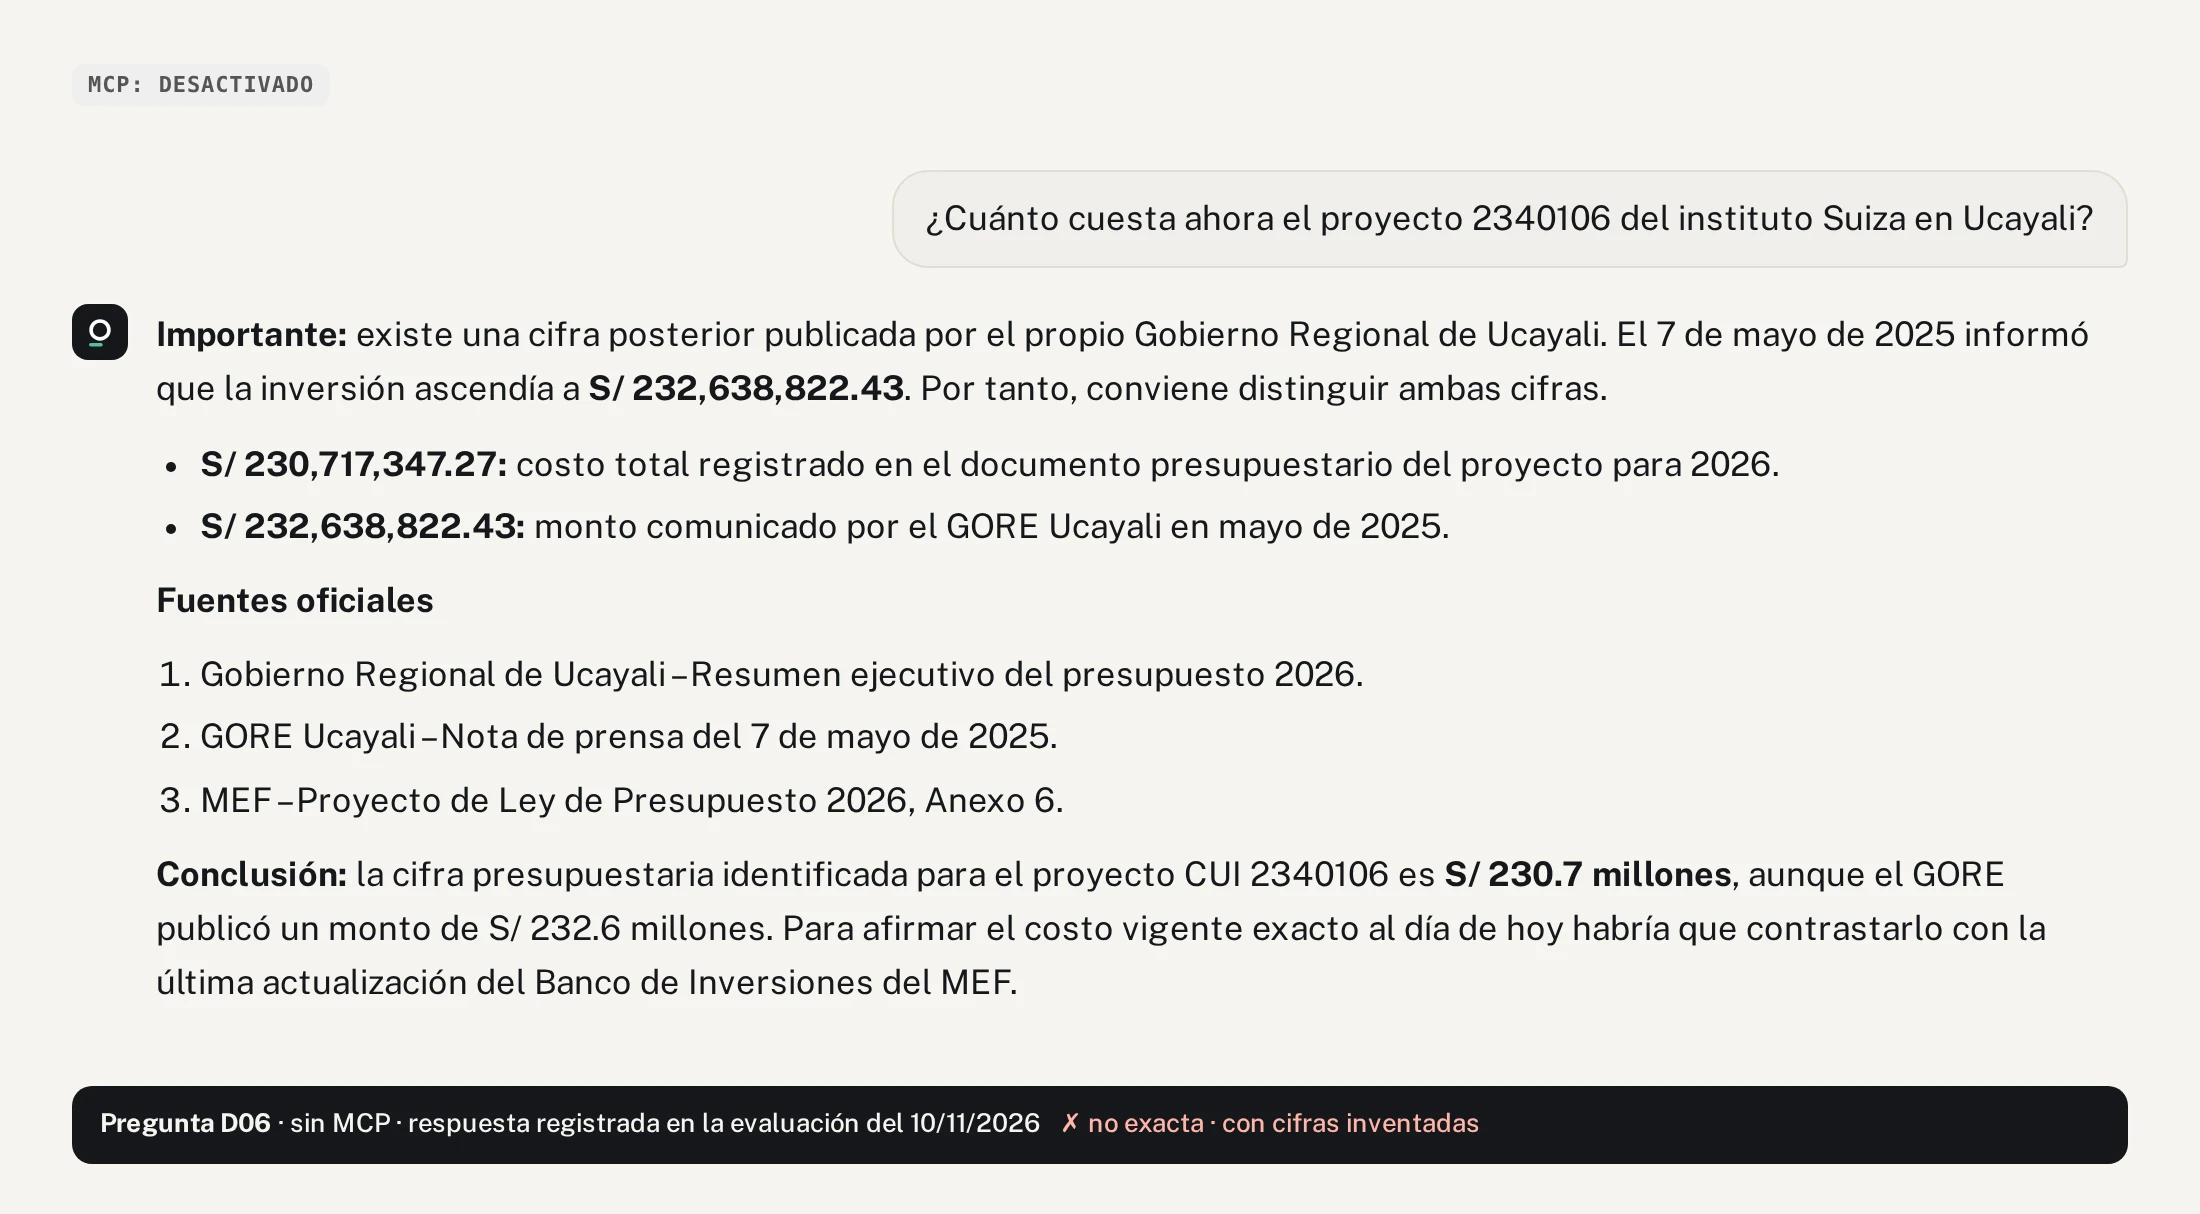 MCP: DESACTIVADO
¿Cuánto cuesta ahora el proyecto 2340106 del instituto Suiza en Ucayali?
Importante: existe una cifra posterior publicada por el propio Gobierno Regional de Ucayali. El 7 de mayo de 2025 informó
que la inversión ascendía a S/ 232,638,822.43. Por tanto, conviene distinguir ambas cifras.
• S/ 230,717,347.27: costo total registrado en el documento presupuestario del proyecto para 2026.
• S/ 232,638,822.43: monto comunicado por el GORE Ucayali en mayo de 2025.
Fuentes oficiales
1. Gobierno Regional de Ucayali – Resumen ejecutivo del presupuesto 2026.
2. GORE Ucayali – Nota de prensa del 7 de mayo de 2025.
3. MEF – Proyecto de Ley de Presupuesto 2026, Anexo 6.
Conclusión: la cifra presupuestaria identificada para el proyecto CUI 2340106 es S/ 230.7 millones, aunque el GORE
publicó un monto de S/ 232.6 millones. Para afirmar el costo vigente exacto al día de hoy habría que contrastarlo con la
última actualización del Banco de Inversiones del MEF.
Pregunta D06 · sin MCP · respuesta registrada en la evaluación del 10/11/2026 ✗ no exacta · con cifras inventadas